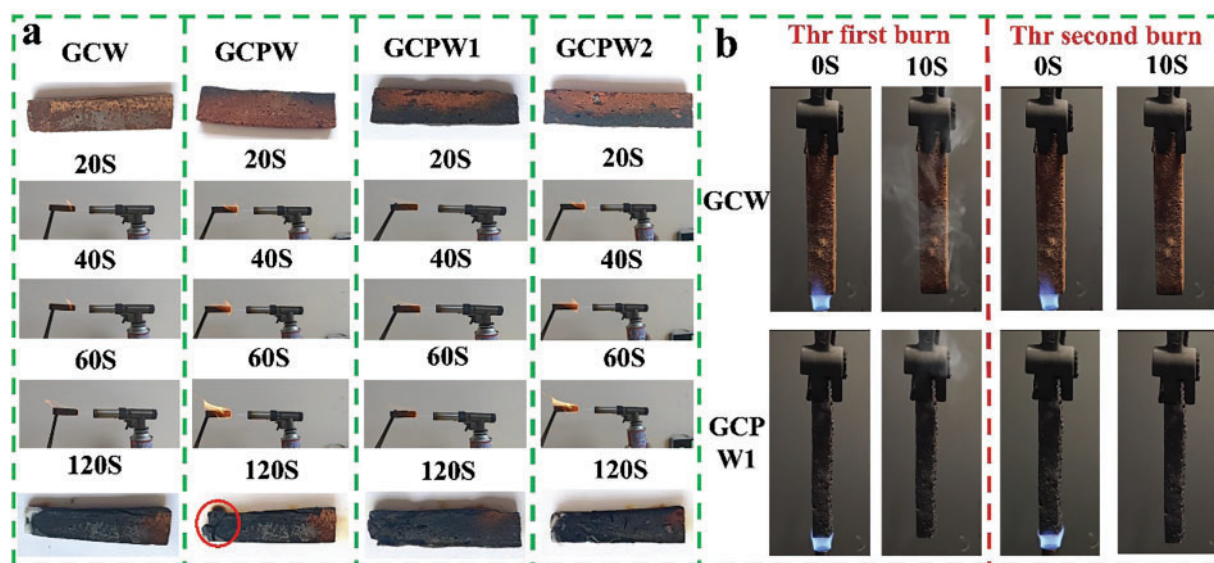 a
GCW GCPW GCPW1 GCPW2
20S 20S 20S 20S
40S 40S 40S 40S
60S 60S 60S 60S
120S 120S 120S 120S
b
Thr first burn Thr second burn
0S 10S 0S 10S
GCW
GCP
W1